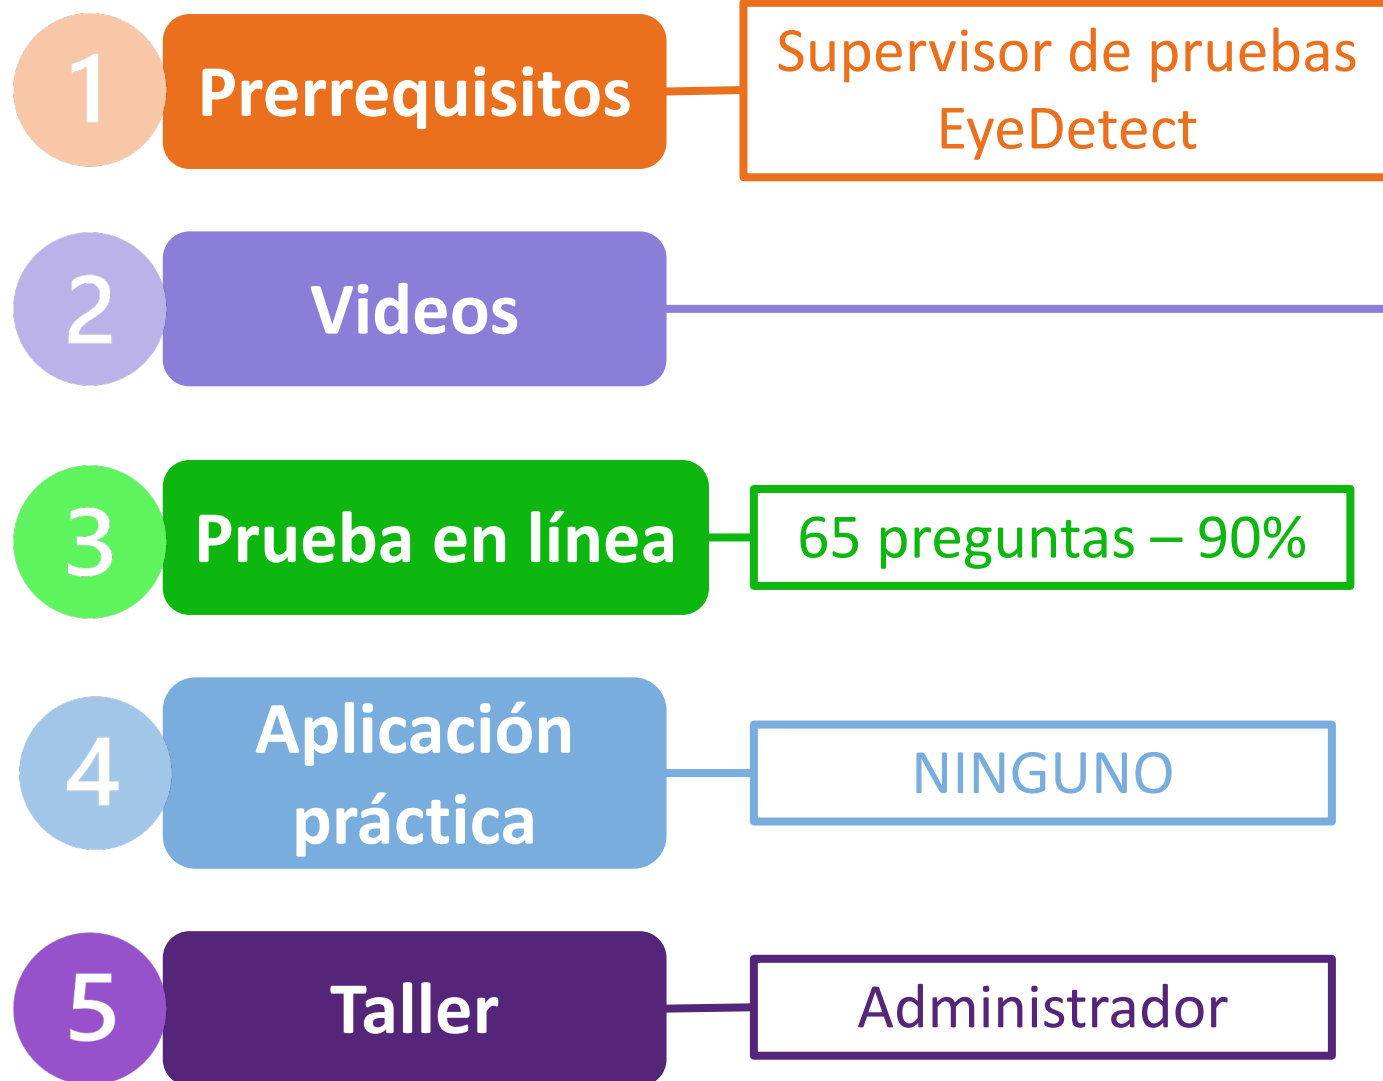 1
Prerrequisitos
Supervisor de pruebas
EyeDetect
2
Videos
3
Prueba en línea
65 preguntas – 90%
4
Aplicación
práctica
NINGUNO
5
Taller
Administrador